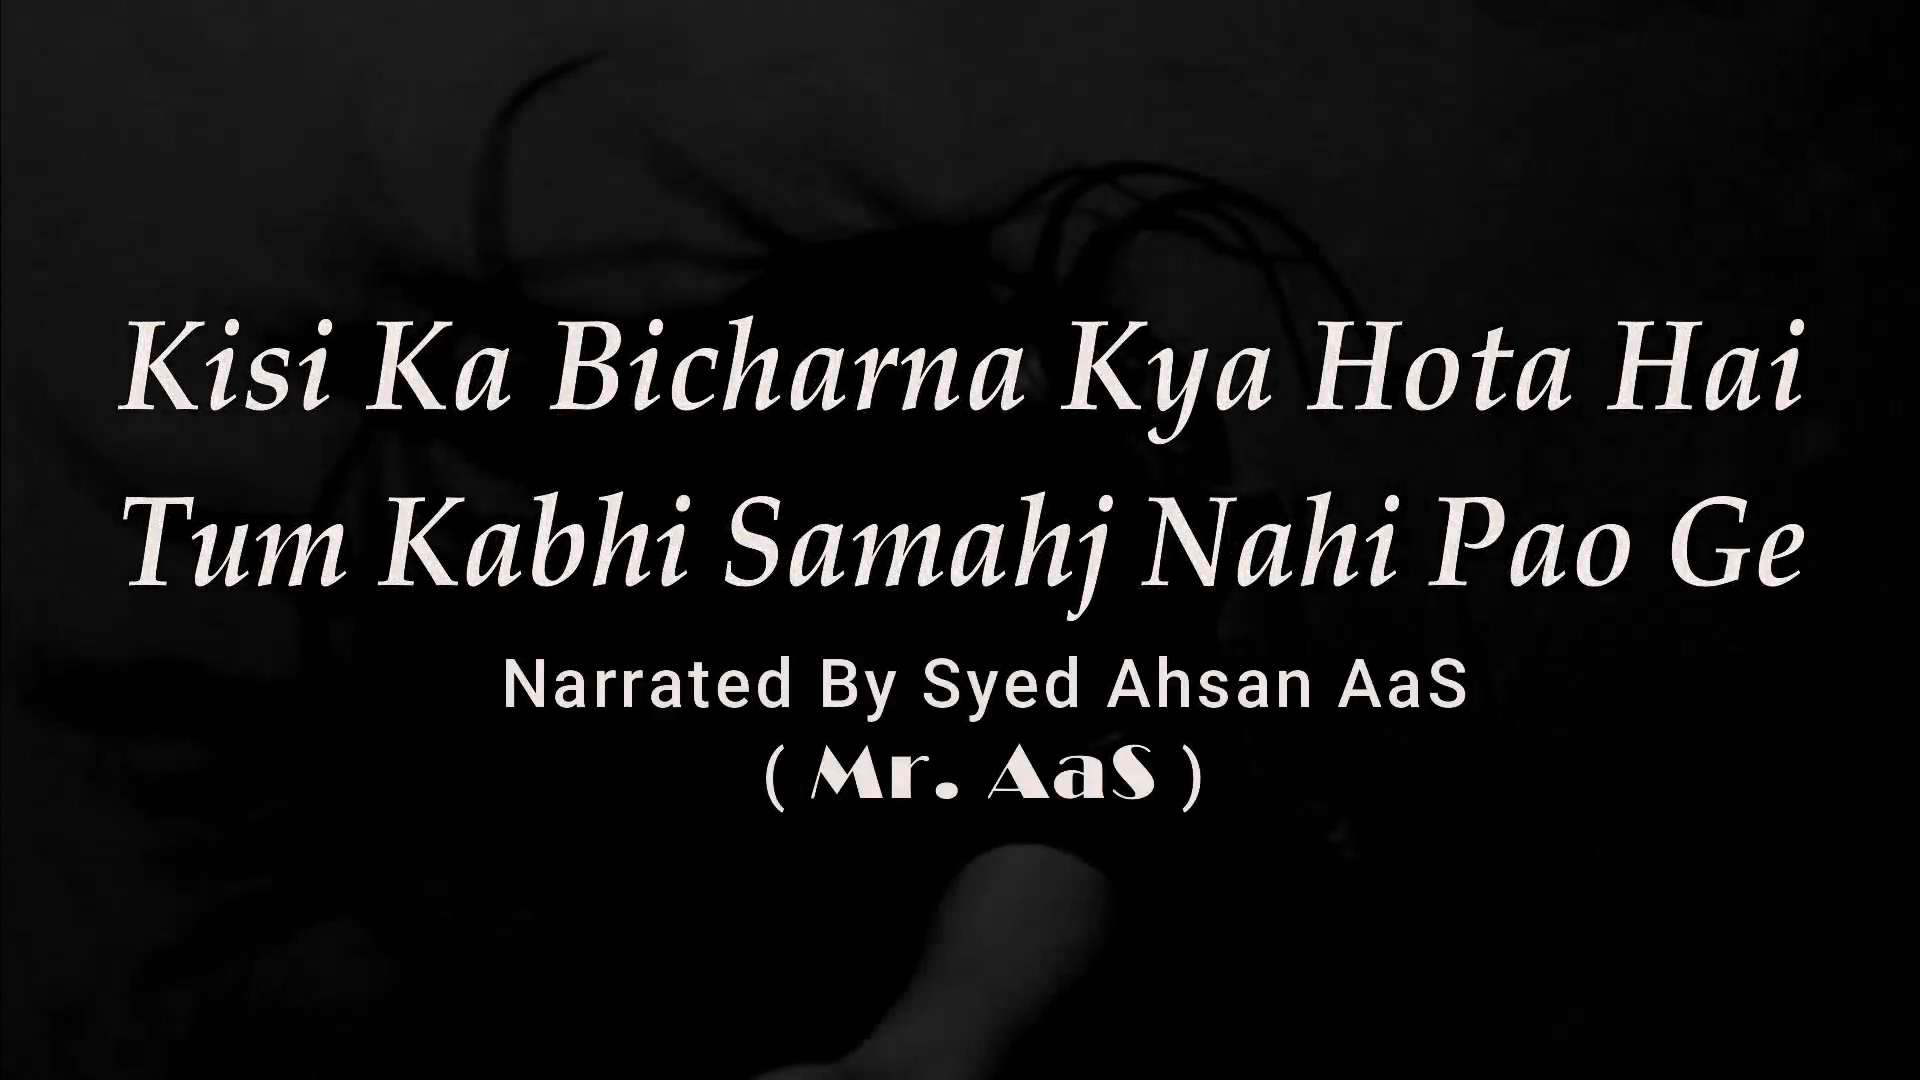 Kisi Ka Bicharna Kya Hota Hai
Tum Kabhi Samahj Nahi Pao Ge
Narrated By Syed Ahsan AaS
( Mr. AaS )